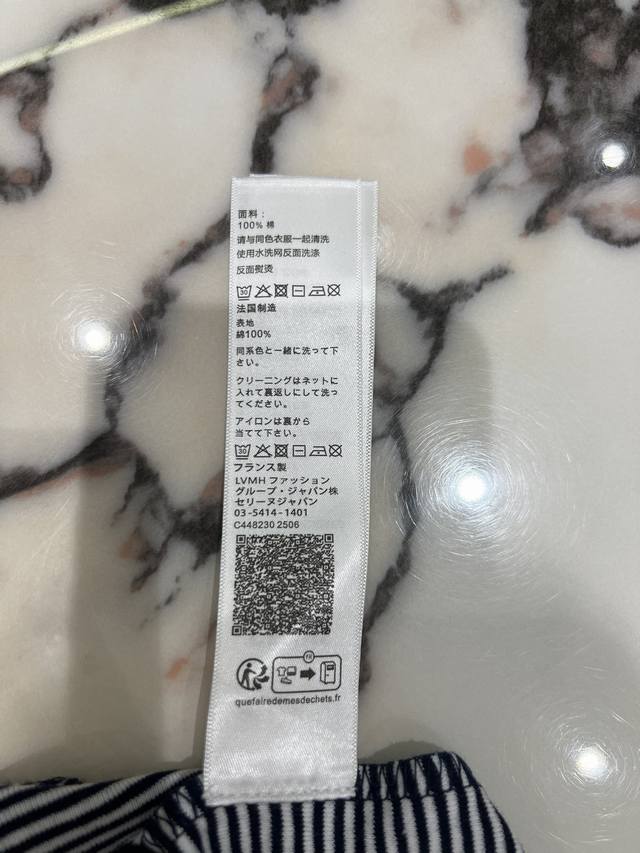 面料：
100% 棉
请与同色衣服一起清洗
使用水洗网反面洗涤
反面熨烫
30
法国制造
表地
綿100%
同系色と一緒に洗って下
さい。
クリーニングはネットに
入れて裏返しにして洗っ
てください。
アイロンは裏から
当てて下さい。
30
フランス製
LVMH ファッション
グループ・ジャパン㈱
セリーヌジャパン
03-5414-1401
C448230 2506
FR
quefairedemesdechets.fr